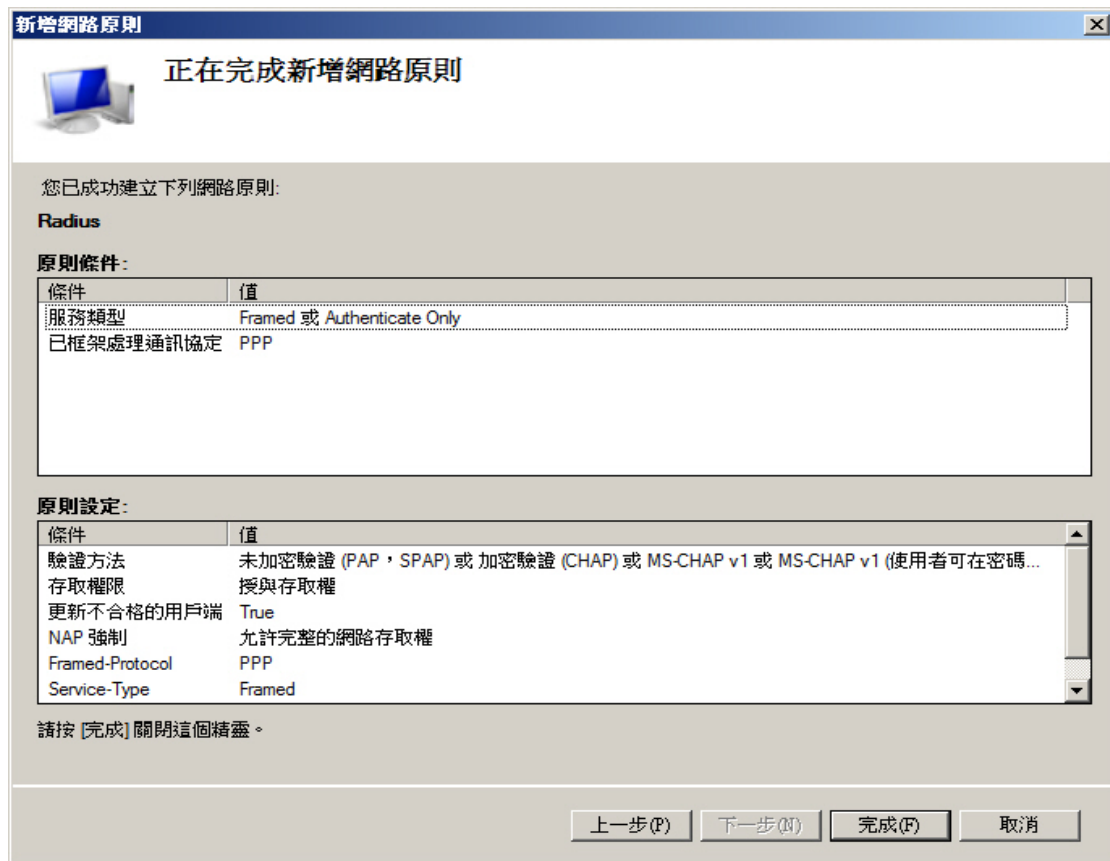 新增網路原則
正在完成新增網路原則
您已成功建立下列網路原則:
Radius
原則條件:
條件 值
服務類型 Framed 或 Authenticate Only
已框架處理通訊協定 PPP
原則設定:
條件 值
驗證方法 未加密驗證 (PAP，SPAP) 或 加密驗證 (CHAP) 或 MS-CHAP v1 或 MS-CHAP v1 (使用者可在密碼...
存取權限 授與存取權
更新不合格的用戶端 True
NAP 強制 允許完整的網路存取權
Framed-Protocol PPP
Service-Type Framed
請按 [完成] 關閉這個精靈。
上一步(P) 下一步(N) 完成(F) 取消